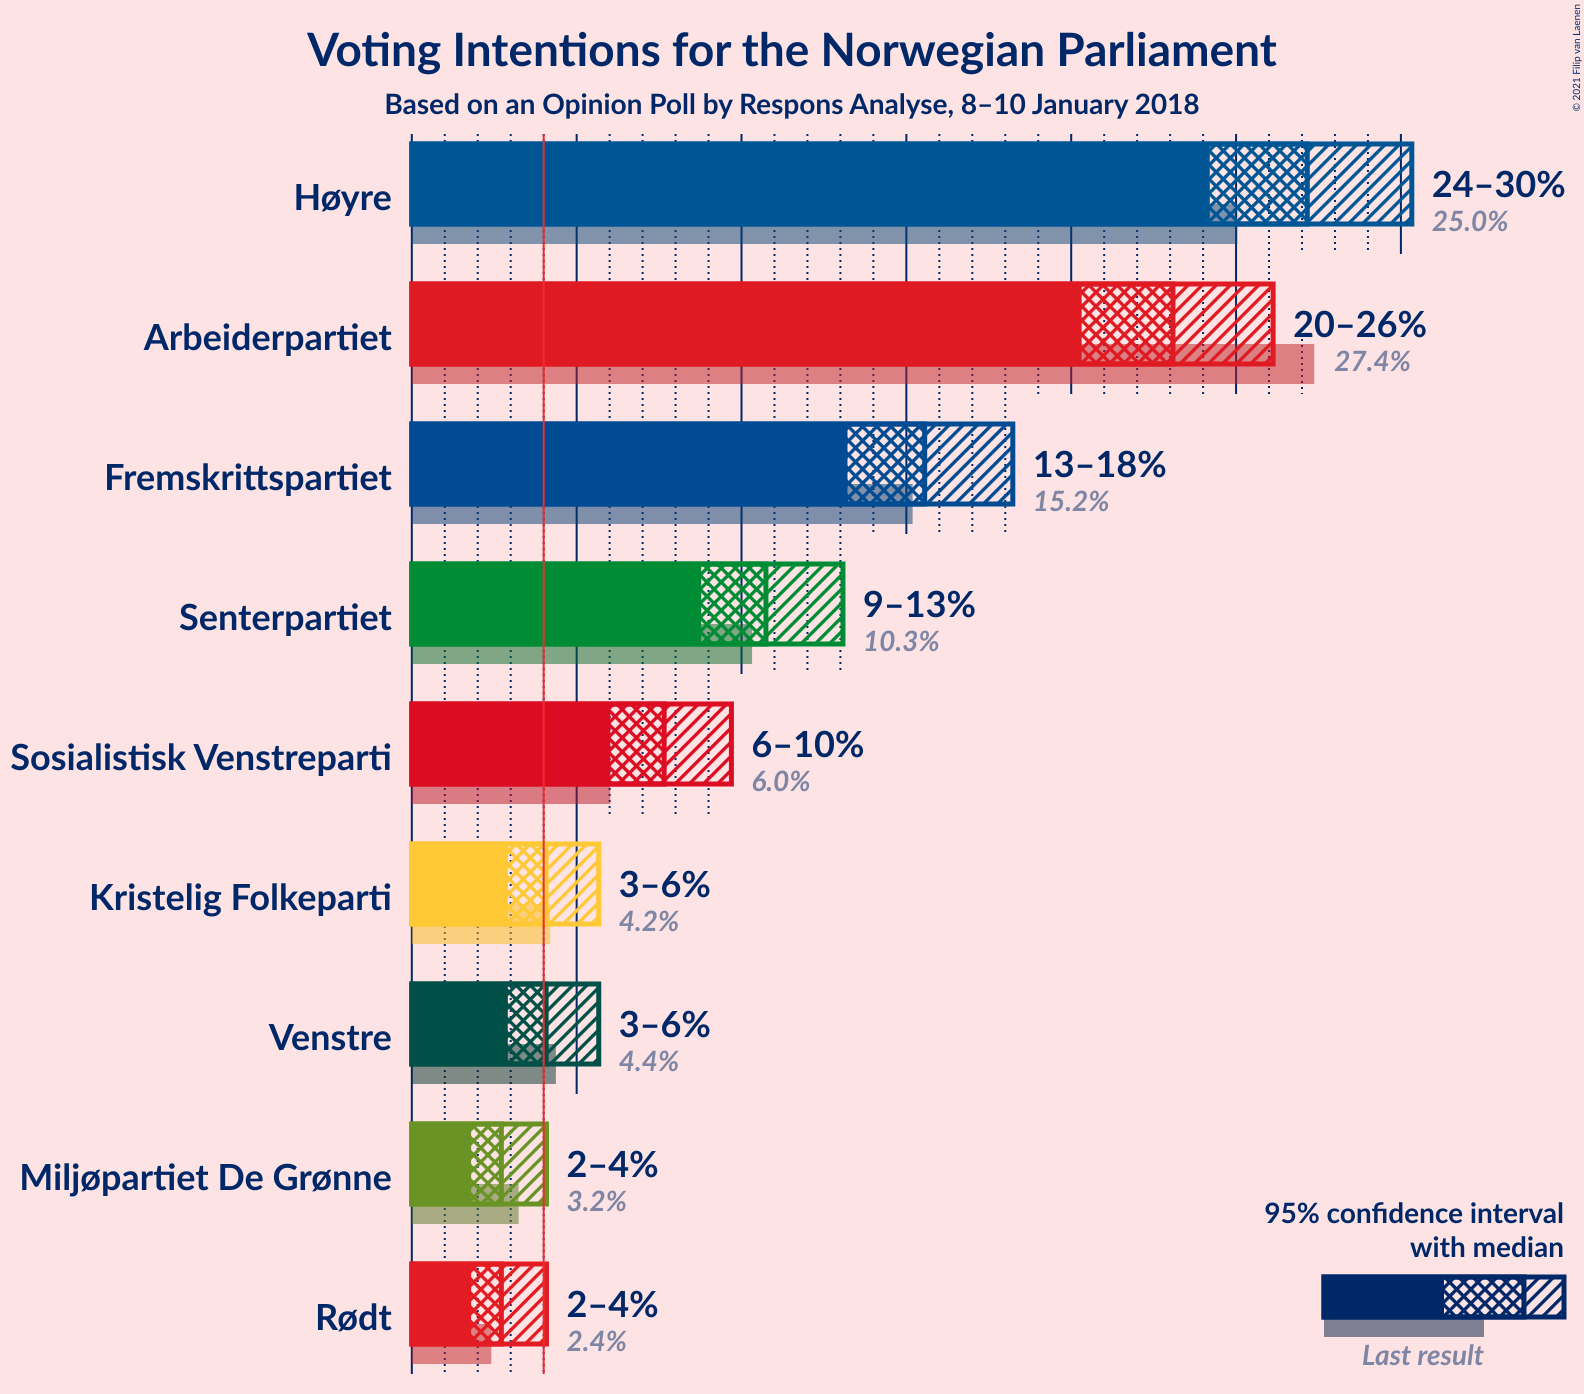 Voting Intentions for the Norwegian Parliament
Based on an Opinion Poll by Respons Analyse, 8–10 January 2018
© 2021 Filip van Laenen
Høyre
24–30%
25.0%
Arbeiderpartiet
20–26%
27.4%
Fremskrittspartiet
13–18%
15.2%
Senterpartiet
9–13%
10.3%
Sosialistisk Venstreparti
6–10%
6.0%
Kristelig Folkeparti
3–6%
4.2%
Venstre
3–6%
4.4%
Miljøpartiet De Grønne
2–4%
3.2%
Rødt
2–4%
2.4%
95% confidence interval
with median
Last result